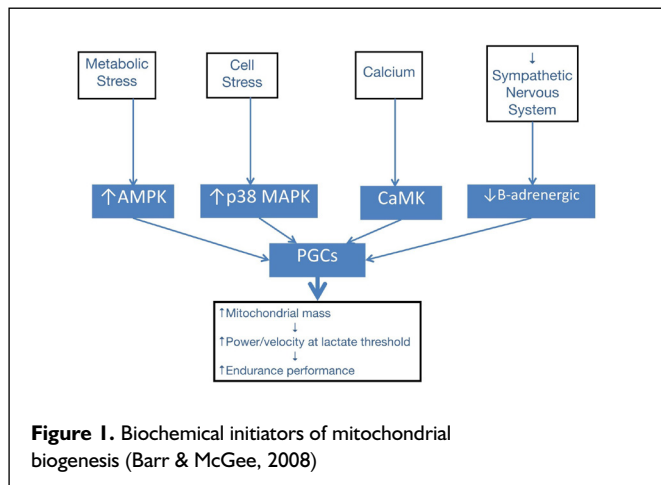 Metabolic
Stress
Cell
Stress
Calcium
↓
Sympathetic
Nervous
System
↑AMPK
↑p38 MAPK
CaMK
↓B-adrenergic
PGCs
↑Mitochondrial mass
↓
↑Power/velocity at lactate threshold
↓
↑Endurance performance
Figure 1. Biochemical initiators of mitochondrial
biogenesis (Barr & McGee, 2008)